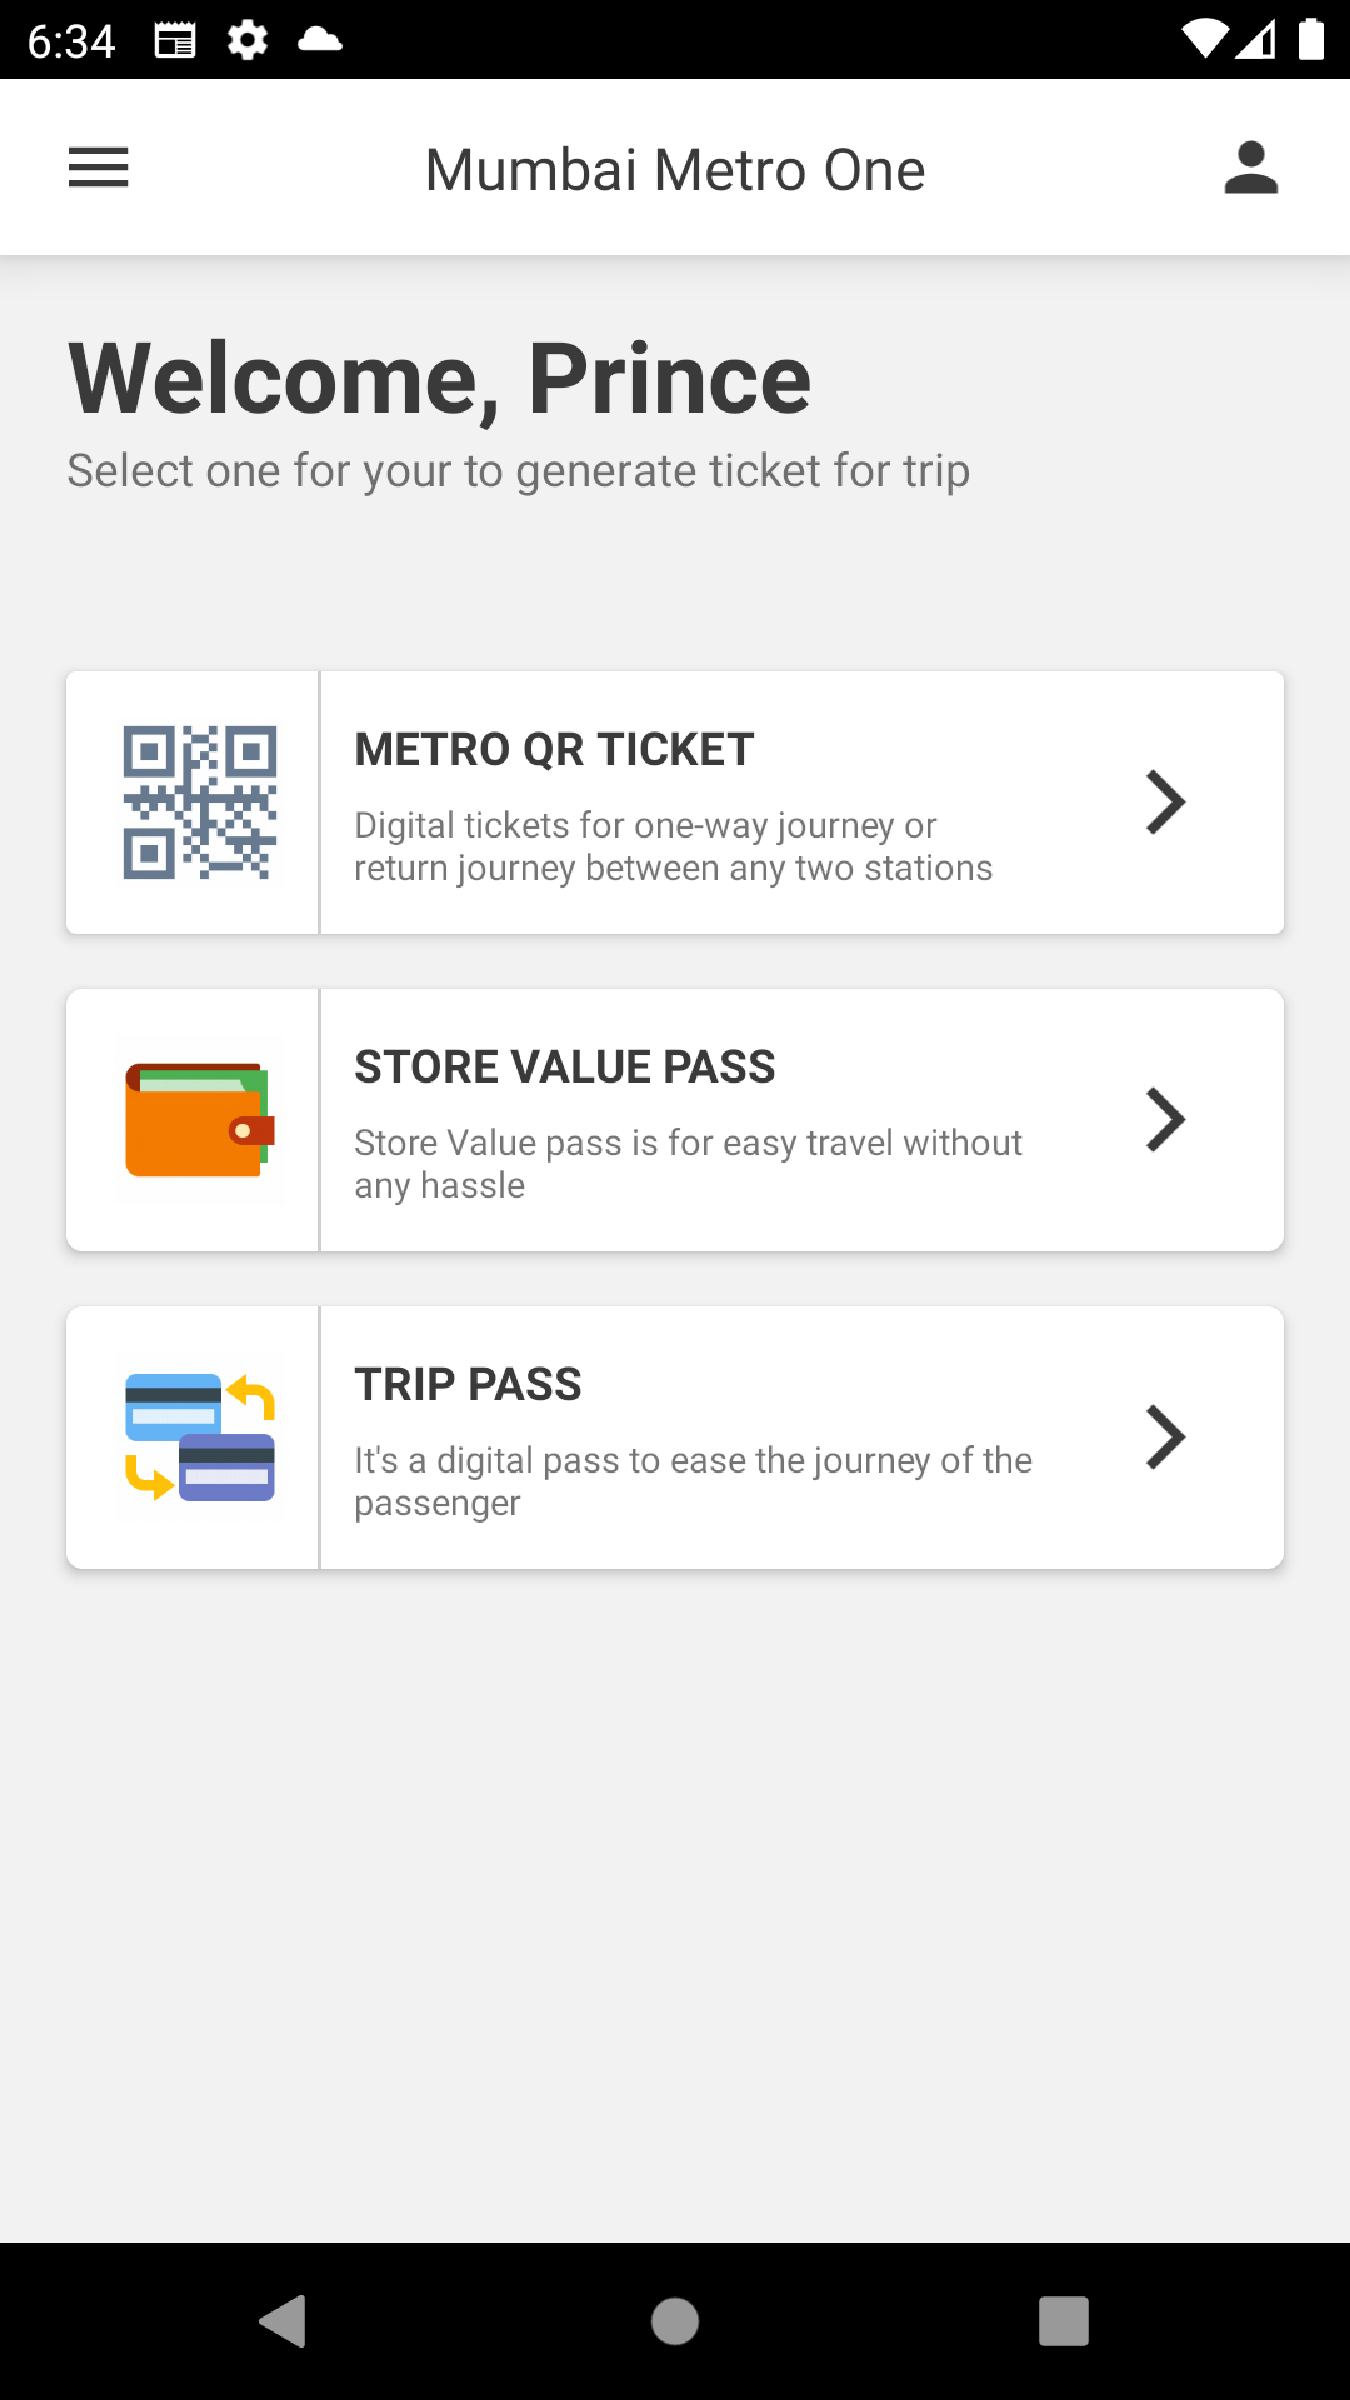 6:34
Mumbai Metro One
Welcome, Prince
Select one for your to generate ticket for trip
METRO QR TICKET
Digital tickets for one-way journey or
return journey between any two stations
STORE VALUE PASS
Store Value pass is for easy travel without
any hassle
TRIP PASS
It's a digital pass to ease the journey of the
passenger